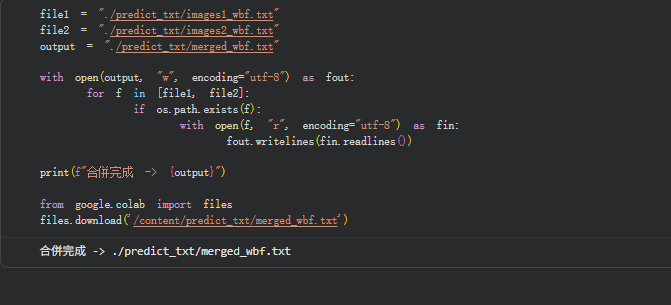 file1 = "./predict_txt/images1_wbf.txt"
file2 = "./predict_txt/images2_wbf.txt"
output = "./predict_txt/merged_wbf.txt"
with open(output, "w", encoding="utf-8") as fout:
for f in [file1, file2]:
if os.path.exists(f):
with open(f, "r", encoding="utf-8") as fin:
fout.writelines(fin.readlines())
print(f"合併完成 -> {output}")
from google.colab import files
files.download('/content/predict_txt/merged_wbf.txt')
合併完成 -> ./predict_txt/merged_wbf.txt